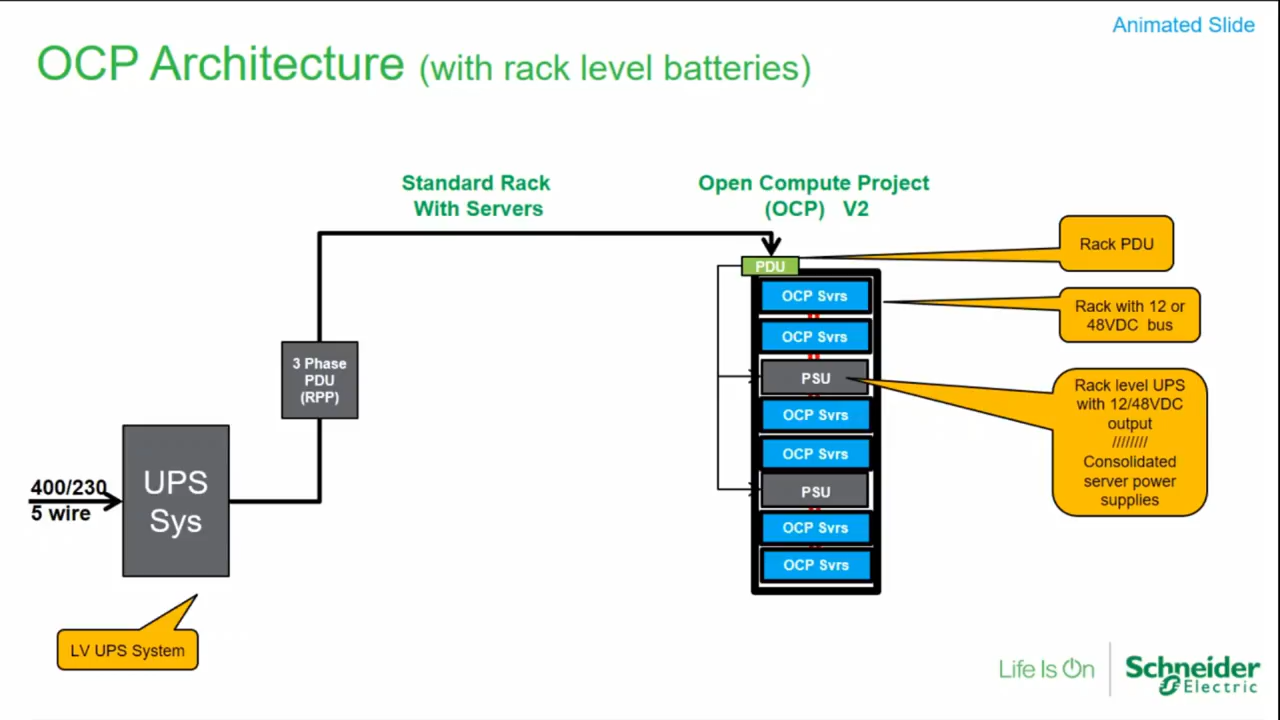 Animated Slide
OCP Architecture (with rack level batteries)
Standard Rack
With Servers
Open Compute Project
(OCP) V2
Rack PDU
PDU
OCP Svrs
Rack with 12 or
48VDC bus
OCP Svrs
3 Phase
PDU
(RPP)
PSU
Rack level UPS
with 12/48VDC
output
////////
Consolidated
server power
supplies
OCP Svrs
OCP Svrs
PSU
OCP Svrs
OCP Svrs
400/230
5 wire
UPS
Sys
LV UPS System
Life Is On
Schneider
Electric